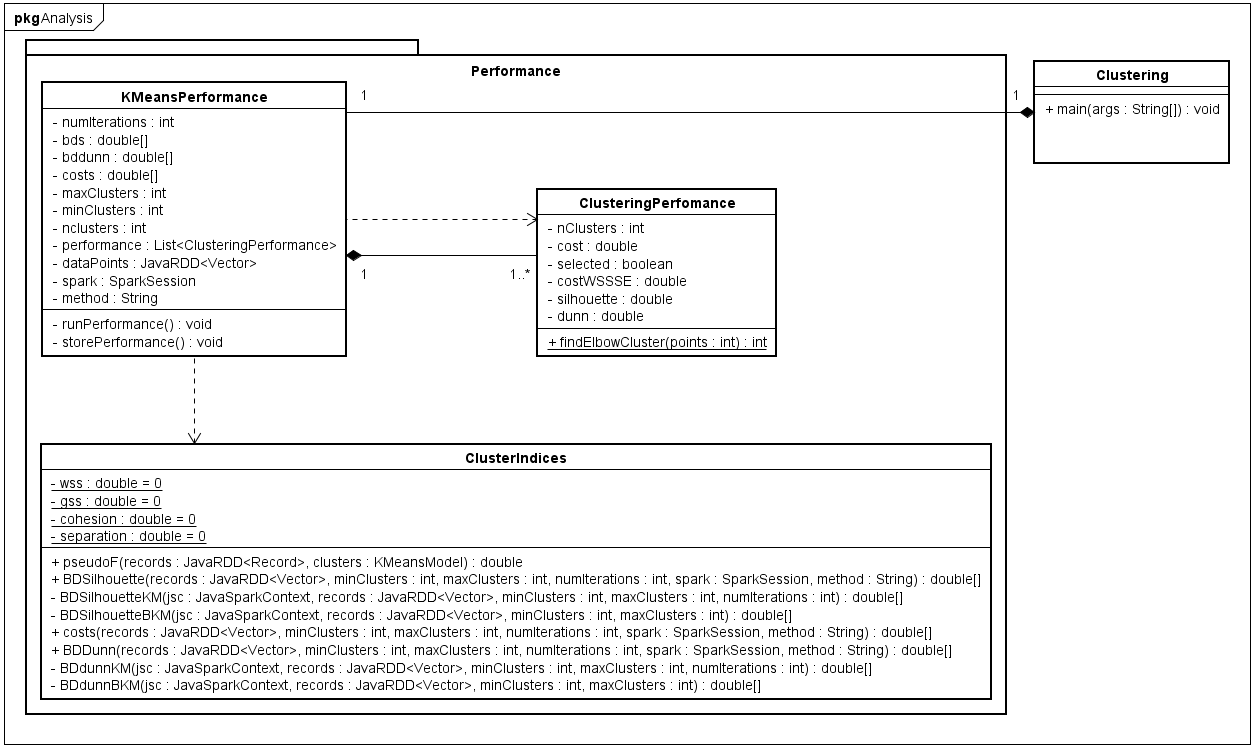 pkg Analysis
Performance
KMeansPerformance
- numIterations : int
- bds : double[]
- bddunn : double[]
- costs : double[]
- maxClusters : int
- minClusters : int
- nclusters : int
- performance : List<ClusteringPerformance>
- dataPoints : JavaRDD<Vector>
- spark : SparkSession
- method : String
- runPerformance() : void
- storePerformance() : void
1
1
Clustering
+ main(args : String[]) : void
1
1..*
ClusteringPerfomance
- nClusters : int
- cost : double
- selected : boolean
- costWSSSE : double
- silhouette : double
- dunn : double
+ findElbowCluster(points : int) : int
ClusterIndices
- wss : double = 0
- gss : double = 0
- cohesion : double = 0
- separation : double = 0
+ pseudoF(records : JavaRDD<Record>, clusters : KMeansModel) : double
+ BDSilhouette(records : JavaRDD<Vector>, minClusters : int, maxClusters : int, numIterations : int, spark : SparkSession, method : String) : double[]
- BDSilhouetteKM(jsc : JavaSparkContext, records : JavaRDD<Vector>, minClusters : int, maxClusters : int, numIterations : int) : double[]
- BDSilhouetteBKM(jsc : JavaSparkContext, records : JavaRDD<Vector>, minClusters : int, maxClusters : int) : double[]
+ costs(records : JavaRDD<Vector>, minClusters : int, maxClusters : int, numIterations : int, spark : SparkSession, method : String) : double[]
+ BDDunn(records : JavaRDD<Vector>, minClusters : int, maxClusters : int, numIterations : int, spark : SparkSession, method : String) : double[]
- BDdunnKM(jsc : JavaSparkContext, records : JavaRDD<Vector>, minClusters : int, maxClusters : int, numIterations : int) : double[]
- BDdunnBKM(jsc : JavaSparkContext, records : JavaRDD<Vector>, minClusters : int, maxClusters : int) : double[]